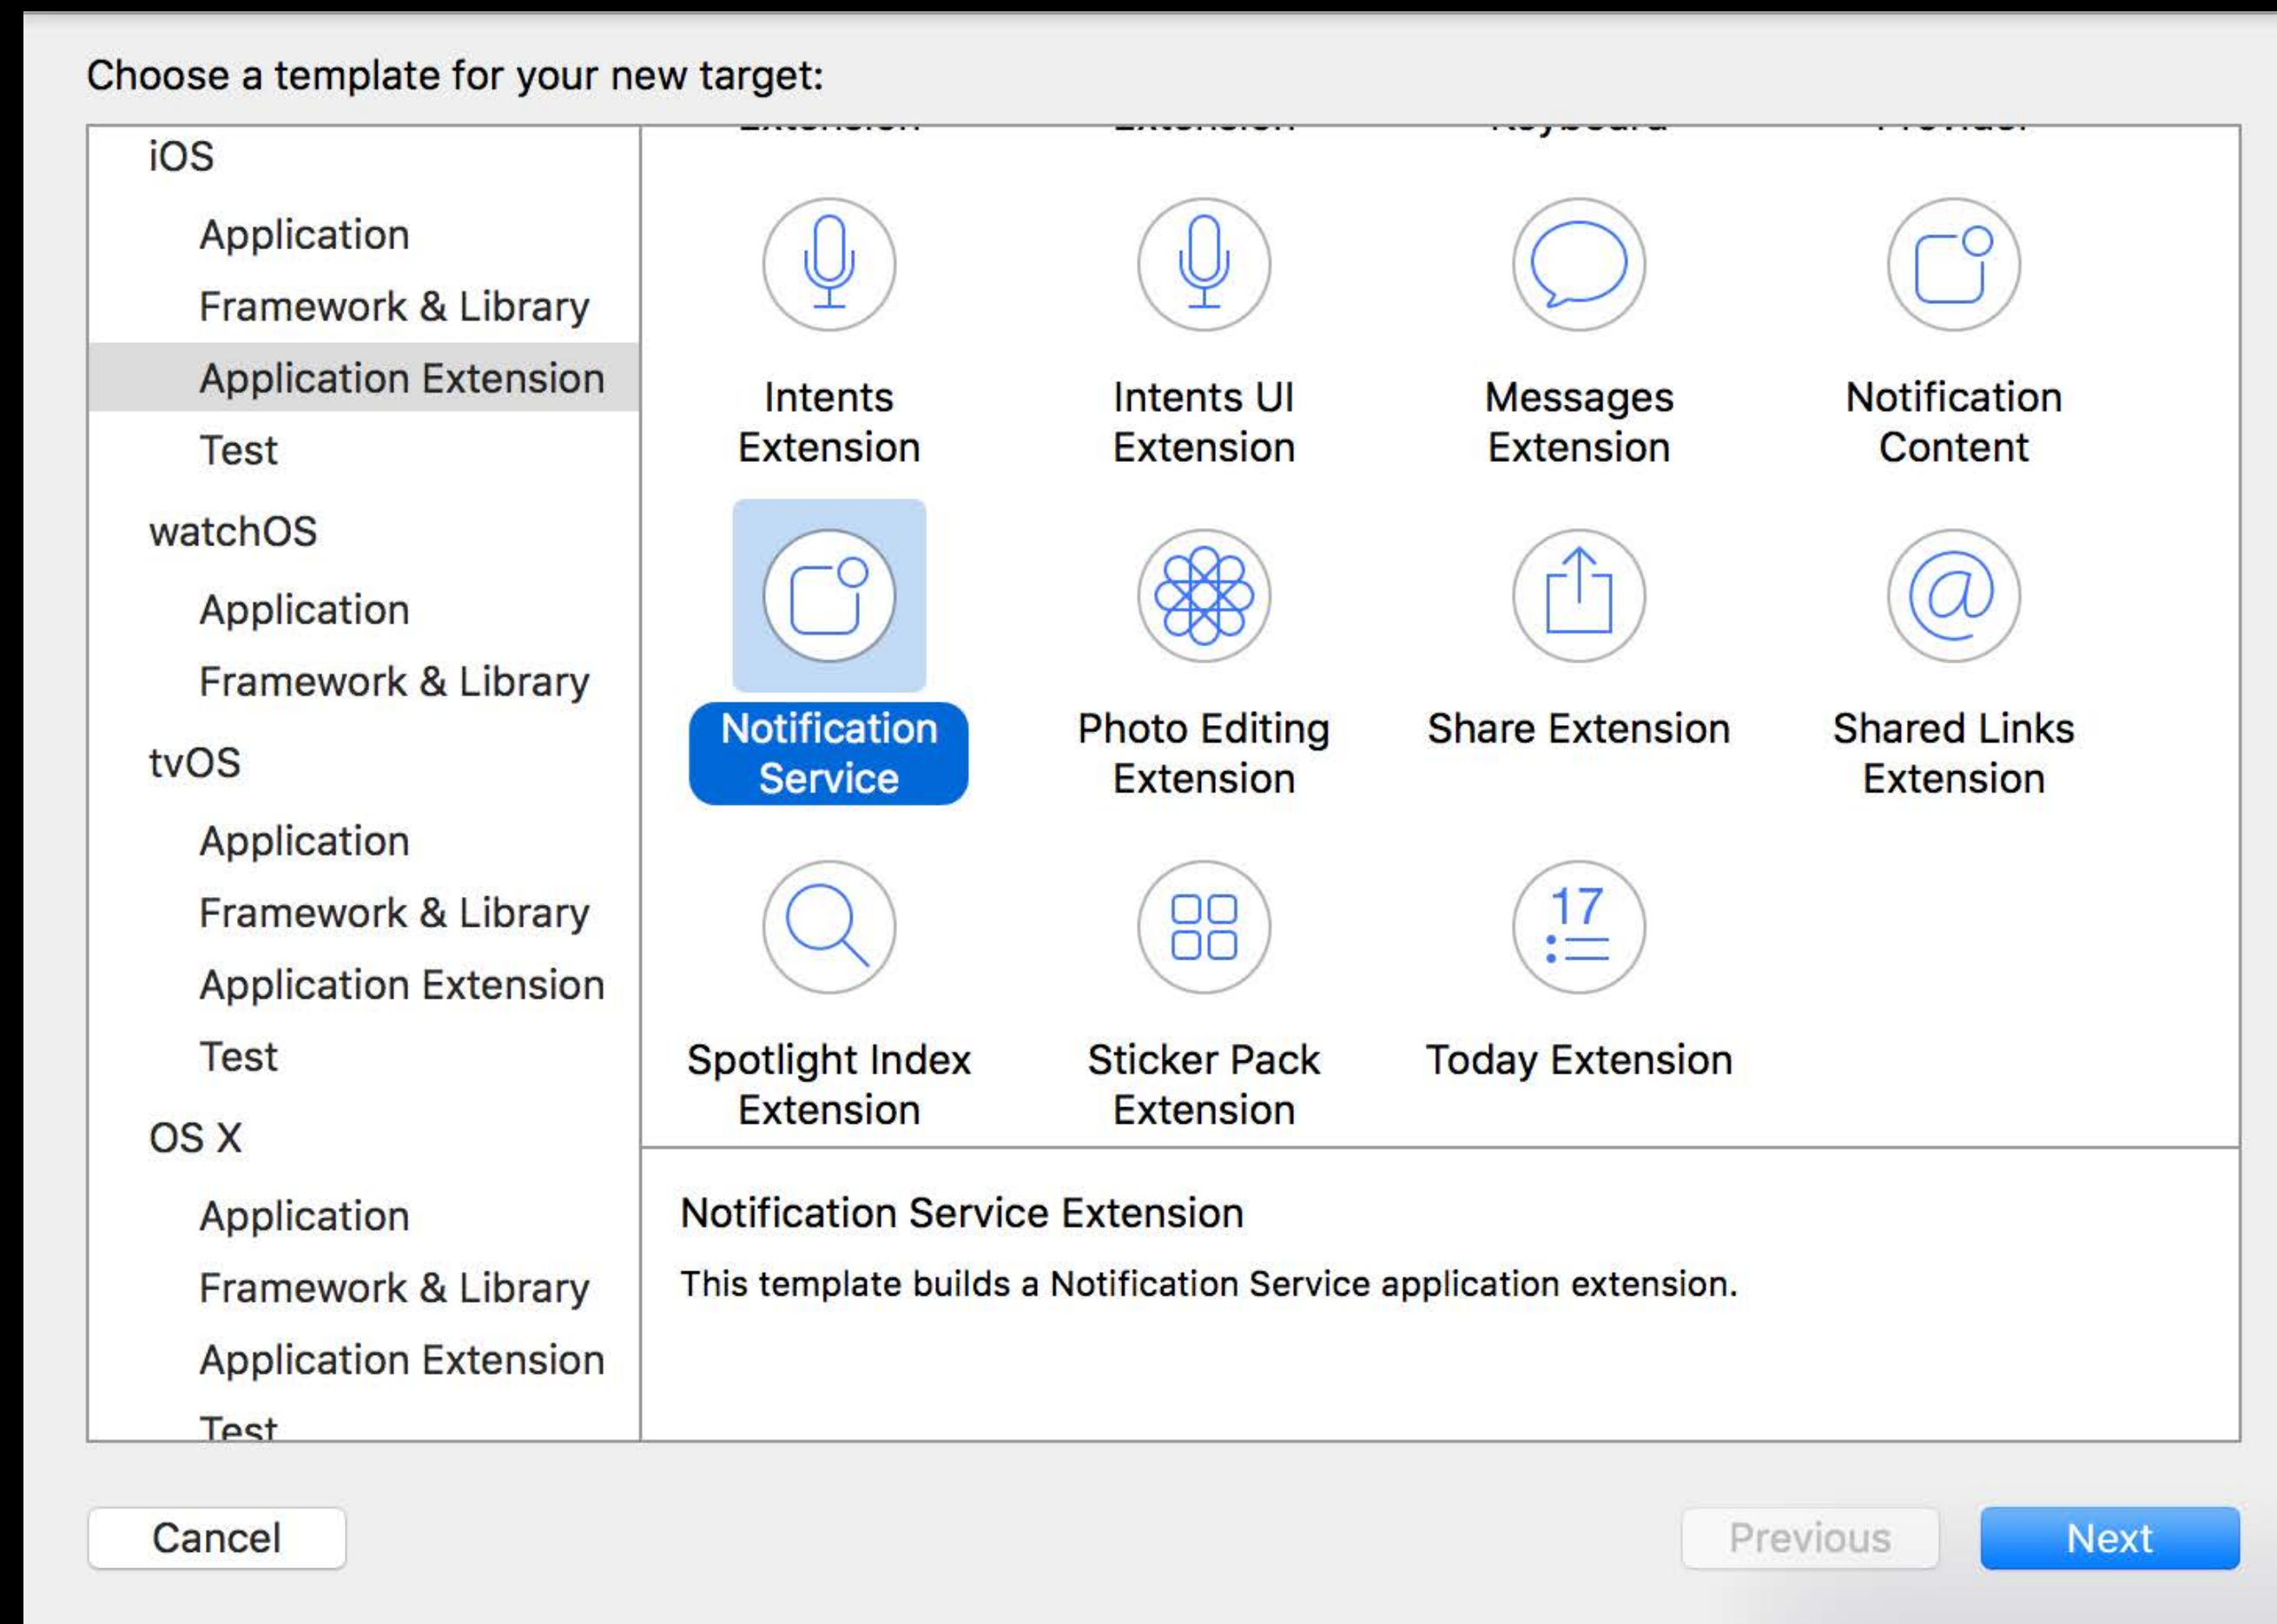 Choose a template for your new target:
iOS
Application
Framework & Library
Application Extension
Test
watchOS
Application
Framework & Library
tvOS
Application
Framework & Library
Application Extension
Test
OS X
Application
Framework & Library
Application Extension
Test
Intents
Extension
Intents UI
Extension
Messages
Extension
Notification
Content
Notification
Service
Photo Editing
Extension
Share Extension
Shared Links
Extension
17
Spotlight Index
Extension
Sticker Pack
Extension
Today Extension
Notification Service Extension
This template builds a Notification Service application extension.
Cancel
Previous
Next